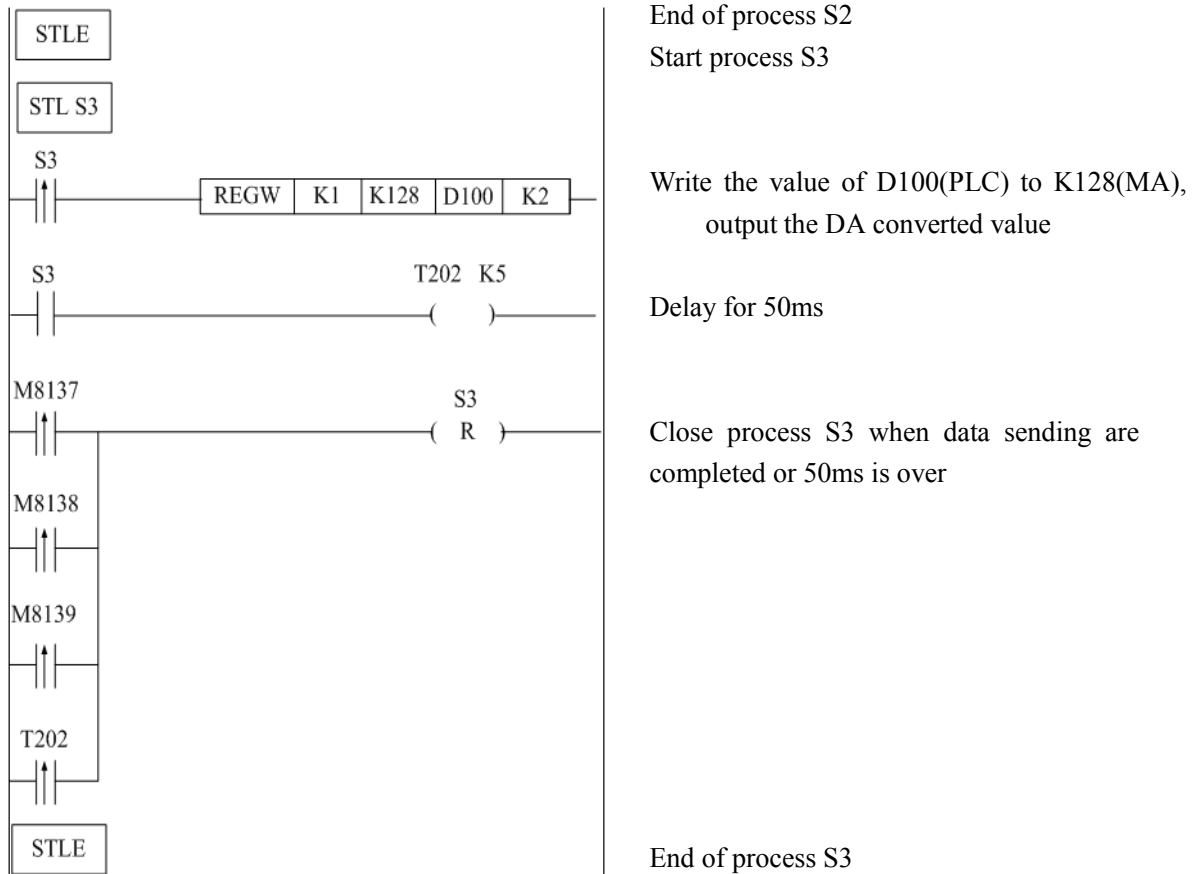 End of process S2
STLE
Start process S3
STL S3
S3
REGW K1 K128 D100 K2
Write the value of D100(PLC) to K128(MA),
output the DA converted value
S3
T202 K5
( )
Delay for 50ms
M8137
S3
( R )
Close process S3 when data sending are
completed or 50ms is over
M8138
M8139
T202
STLE
End of process S3